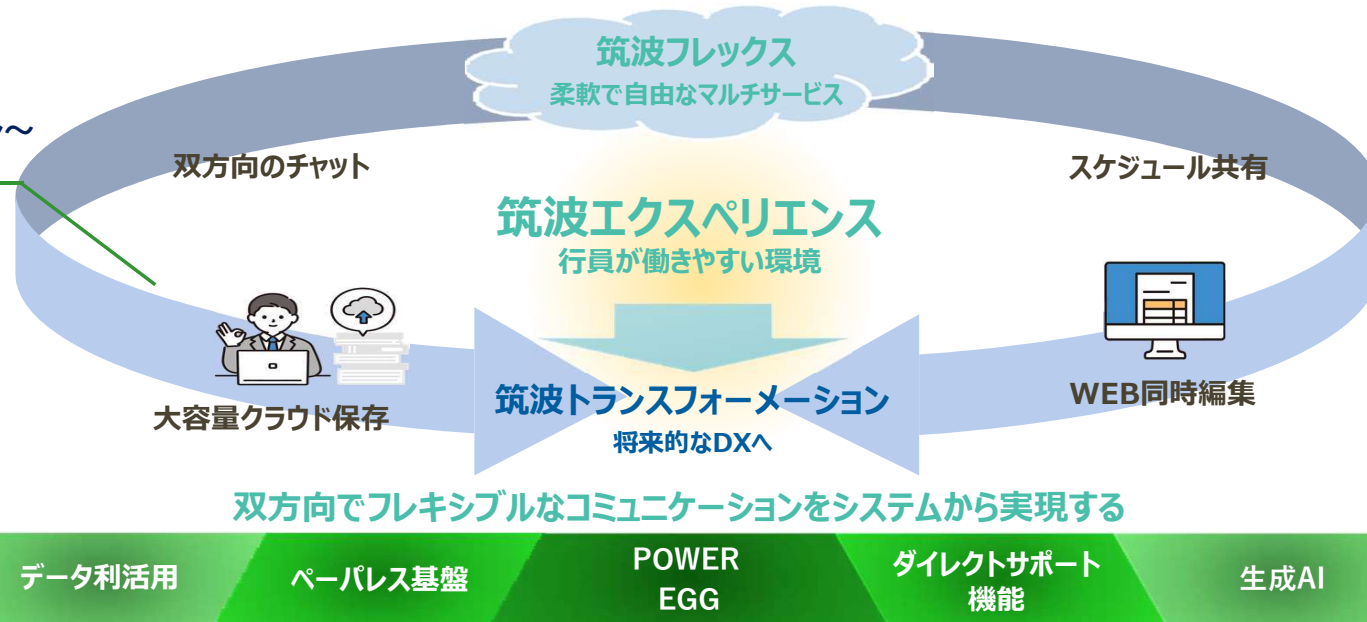 筑波フレックス
柔軟で自由なマルチサービス
～
双方向のチャット
スケジュール共有
筑波エクスペリエンス
行員が働きやすい環境
大容量クラウド保存
WEB同時編集
筑波トランスフォーメーション
将来的なDXへ
双方向でフレキシブルなコミュニケーションをシステムから実現する
データ利活用
ペーパレス基盤
POWER
EGG
ダイレクトサポート
機能
生成AI